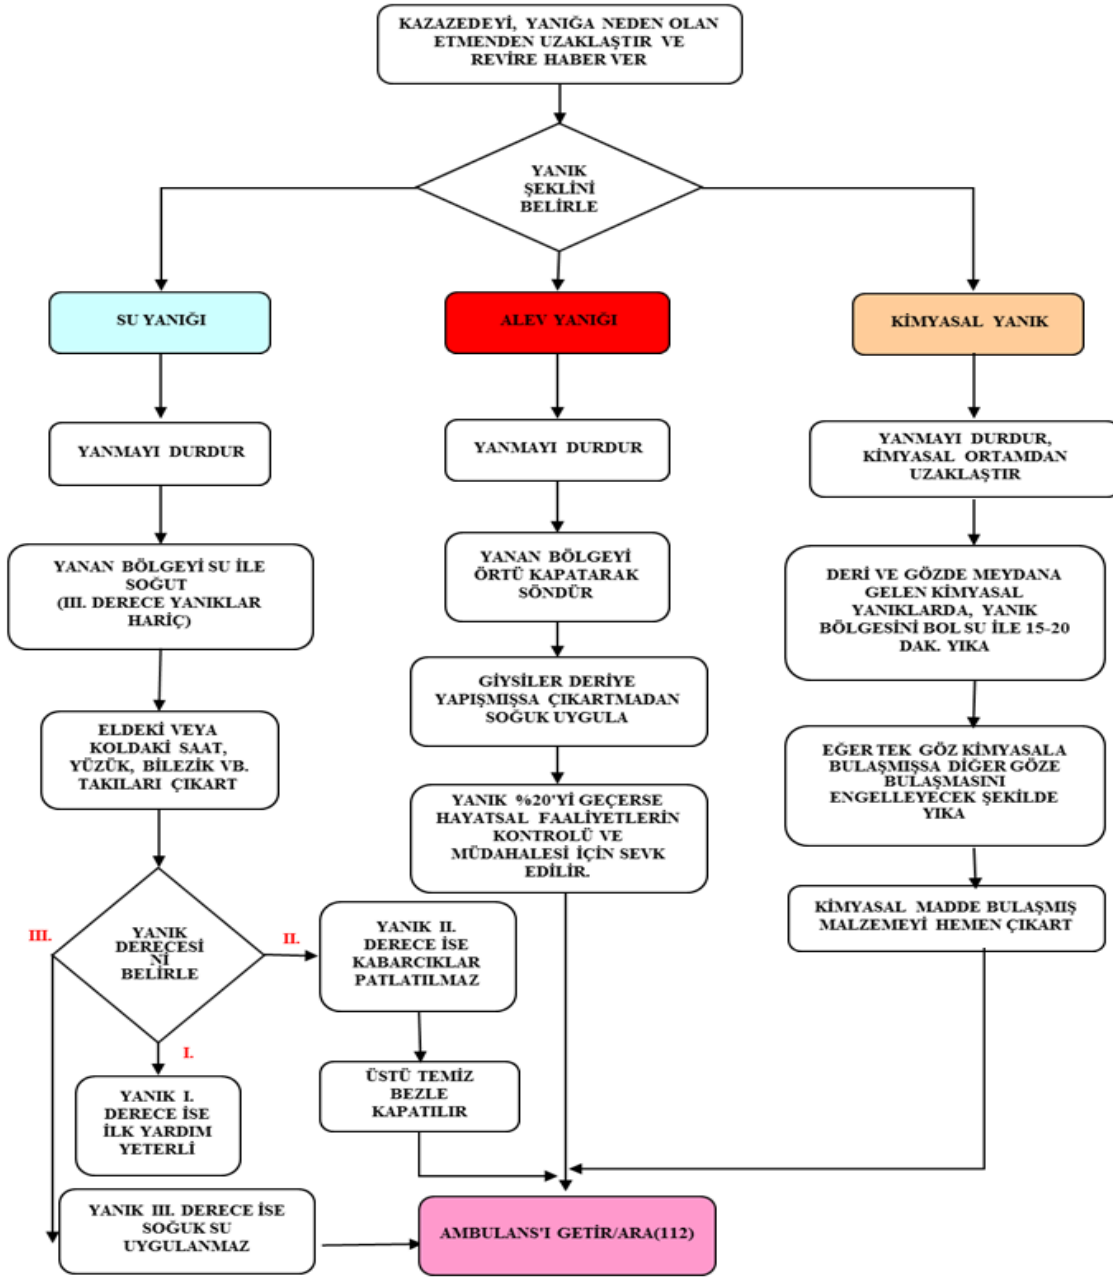 KAZAZEDEYİ, YANIĞA NEDEN OLAN
ETMENDEN UZAKLAŞTIR VE
REVİRE HABER VER
YANIK
ŞEKLİNİ
BELİRLE
SU YANIĞI
ALEV YANIĞI
KİMYASAL YANIK
YANMAYI DURDUR
YANMAYI DURDUR
YANMAYI DURDUR,
KİMYASAL ORTAMDAN
UZAKLAŞTIR
YANAN BÖLGEYİ SU İLE
SOĞUT
(III. DERECE YANIKLAR
HARİÇ)
YANAN BÖLGEYİ
ÖRTÜ KAPATARAK
SÖNDÜR
DERİ VE GÖZDE MEYDANA
GELEN KİMYASAL
YANIKLARDA, YANIK
BÖLGESİNİ BOL SU İLE 15-20
DAK. YIKA
GİYSİLER DERİYE
YAPIŞMIŞSA ÇIKARTMADAN
SOĞUK UYGULA
ELDEKİ VEYA
KOLDAKİ SAAT,
YÜZÜK, BİLEZİK VB.
TAKILARI ÇIKART
EĞER TEK GÖZ KİMYASALA
BULAŞMIŞSA DİĞER GÖZE
BULAŞMASINI
ENGELLEYECEK ŞEKİLDE
YIKA
YANIK %20'Yİ GEÇERSE
HAYATSAL FAALİYETLERİN
KONTROLÜ VE
MÜDAHALESİ İÇİN SEVK
EDİLİR.
KİMYASAL MADDE BULAŞMIŞ
MALZEMEYİ HEMEN ÇIKART
III.
YANIK
DERECESİ
Nİ
BELİRLE
II.
YANIK II.
DERECE İSE
KABARCIKLAR
PATLATILMAZ
I.
YANIK I.
DERECE İSE
İLK YARDIM
YETERLİ
ÜSTÜ TEMİZ
BEZLE
KAPATILIR
YANIK III. DERECE İSE
SOĞUK SU
UYGULANMAZ
AMBULANS'I GETİR/ARA(112)